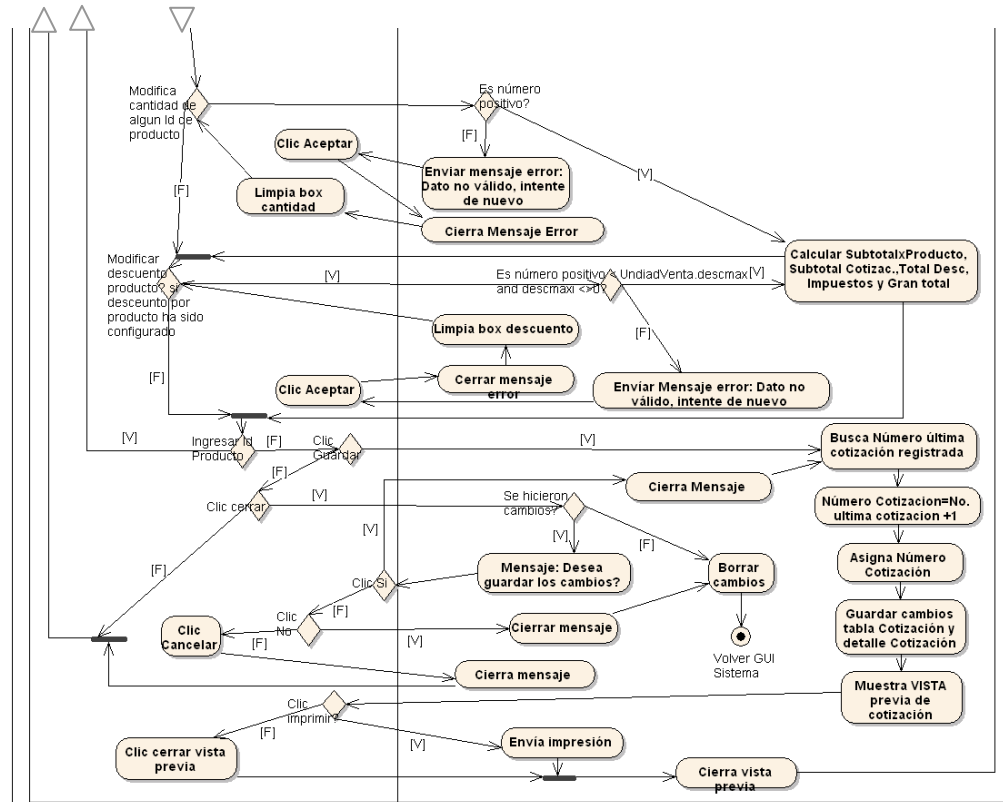 Modifica
cantidad de
algun Id de
producto
Es número
positivo?
[F]
Clic Aceptar
Enviar mensaje error:
Dato no válido, intente
de nuevo
[V]
[F]
Limpia box
cantidad
Cierra Mensaje Error
Modificar
descuento
producto? si
desceunto por
producto ha sido
configurado
[V]
Es número positivo < UndiadVenta.descmax
and descmaxi <>0?
[V]
Calcular SubtotalxProducto,
Subtotal Cotizac.,Total Desc,
Impuestos y Gran total
Limpia box descuento
[F]
[F]
Clic Aceptar
Cerrar mensaje
error
Envíar Mensaje error: Dato no
válido, intente de nuevo
[V]
Ingresar Id
Producto
[F]
Clic
Guardar
[V]
Busca Número última
cotización registrada
[F]
Cierra Mensaje
Clic cerrar
[V]
Se hicieron
cambios?
Número Cotizacion=No.
ultima cotizacion +1
[V]
[V]
[F]
[F]
Clic Si
Mensaje: Desea
guardar los cambios?
Borrar
cambios
Asigna Número
Cotización
[F]
Clic
No
Clic
Cancelar
[F]
[V]
Cierrar mensaje
Guardar cambios
tabla Cotización y
detalle Cotización
Volver GUI
Sistema
Cierra mensaje
Muestra VISTA
previa de
cotización
Clic
imprimir?
[F]
[V]
Envía impresión
Clic cerrar vista
previa
Cierra vista
previa